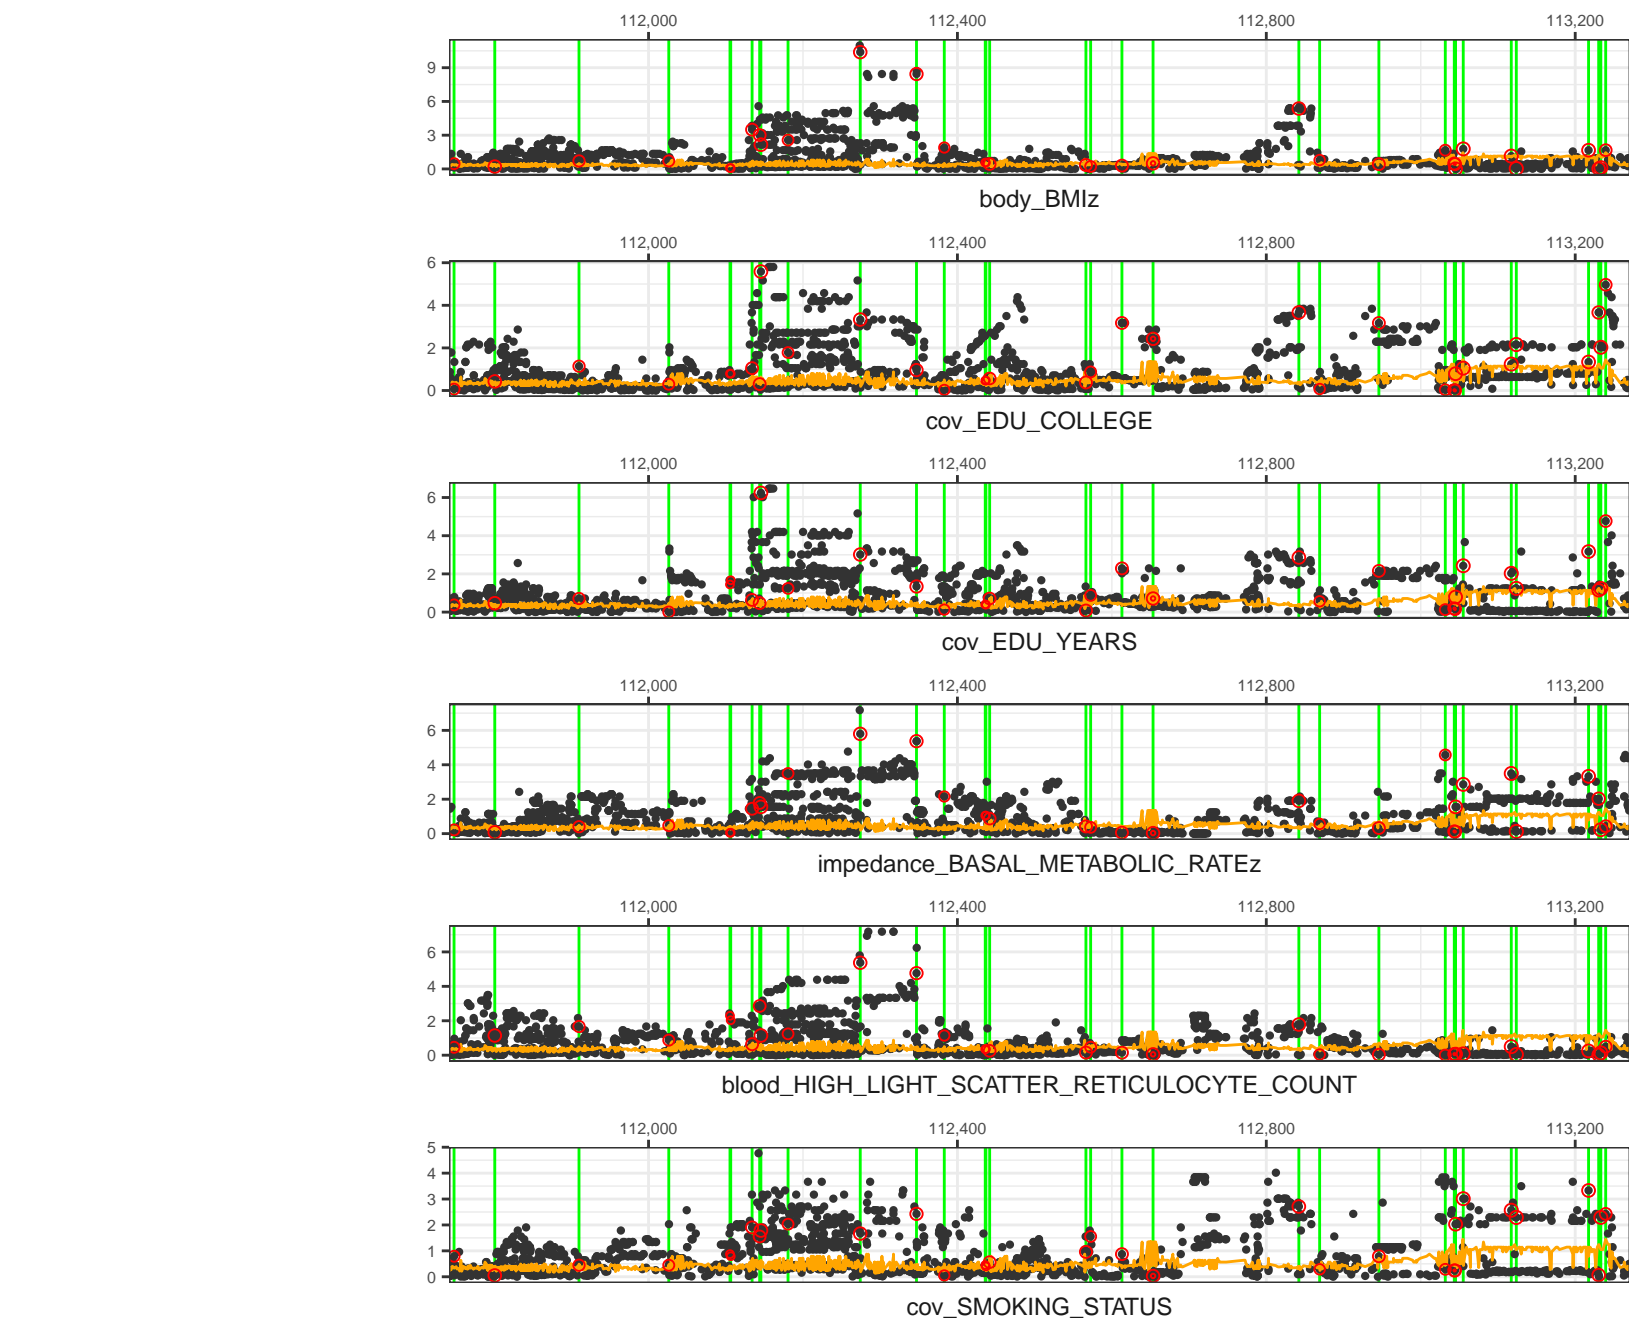 112,000 112,400 112,800 113,200
9
6
3
0
body_BMIz
112,000 112,400 112,800 113,200
6
4
2
0
cov_EDU_COLLEGE
112,000 112,400 112,800 113,200
6
4
2
0
cov_EDU_YEARS
112,000 112,400 112,800 113,200
6
4
2
0
impedance_BASAL_METABOLIC_RATEz
112,000 112,400 112,800 113,200
6
4
2
0
blood_HIGH_LIGHT_SCATTER_RETICULOCYTE_COUNT
112,000 112,400 112,800 113,200
5
4
3
2
1
0
cov_SMOKING_STATUS